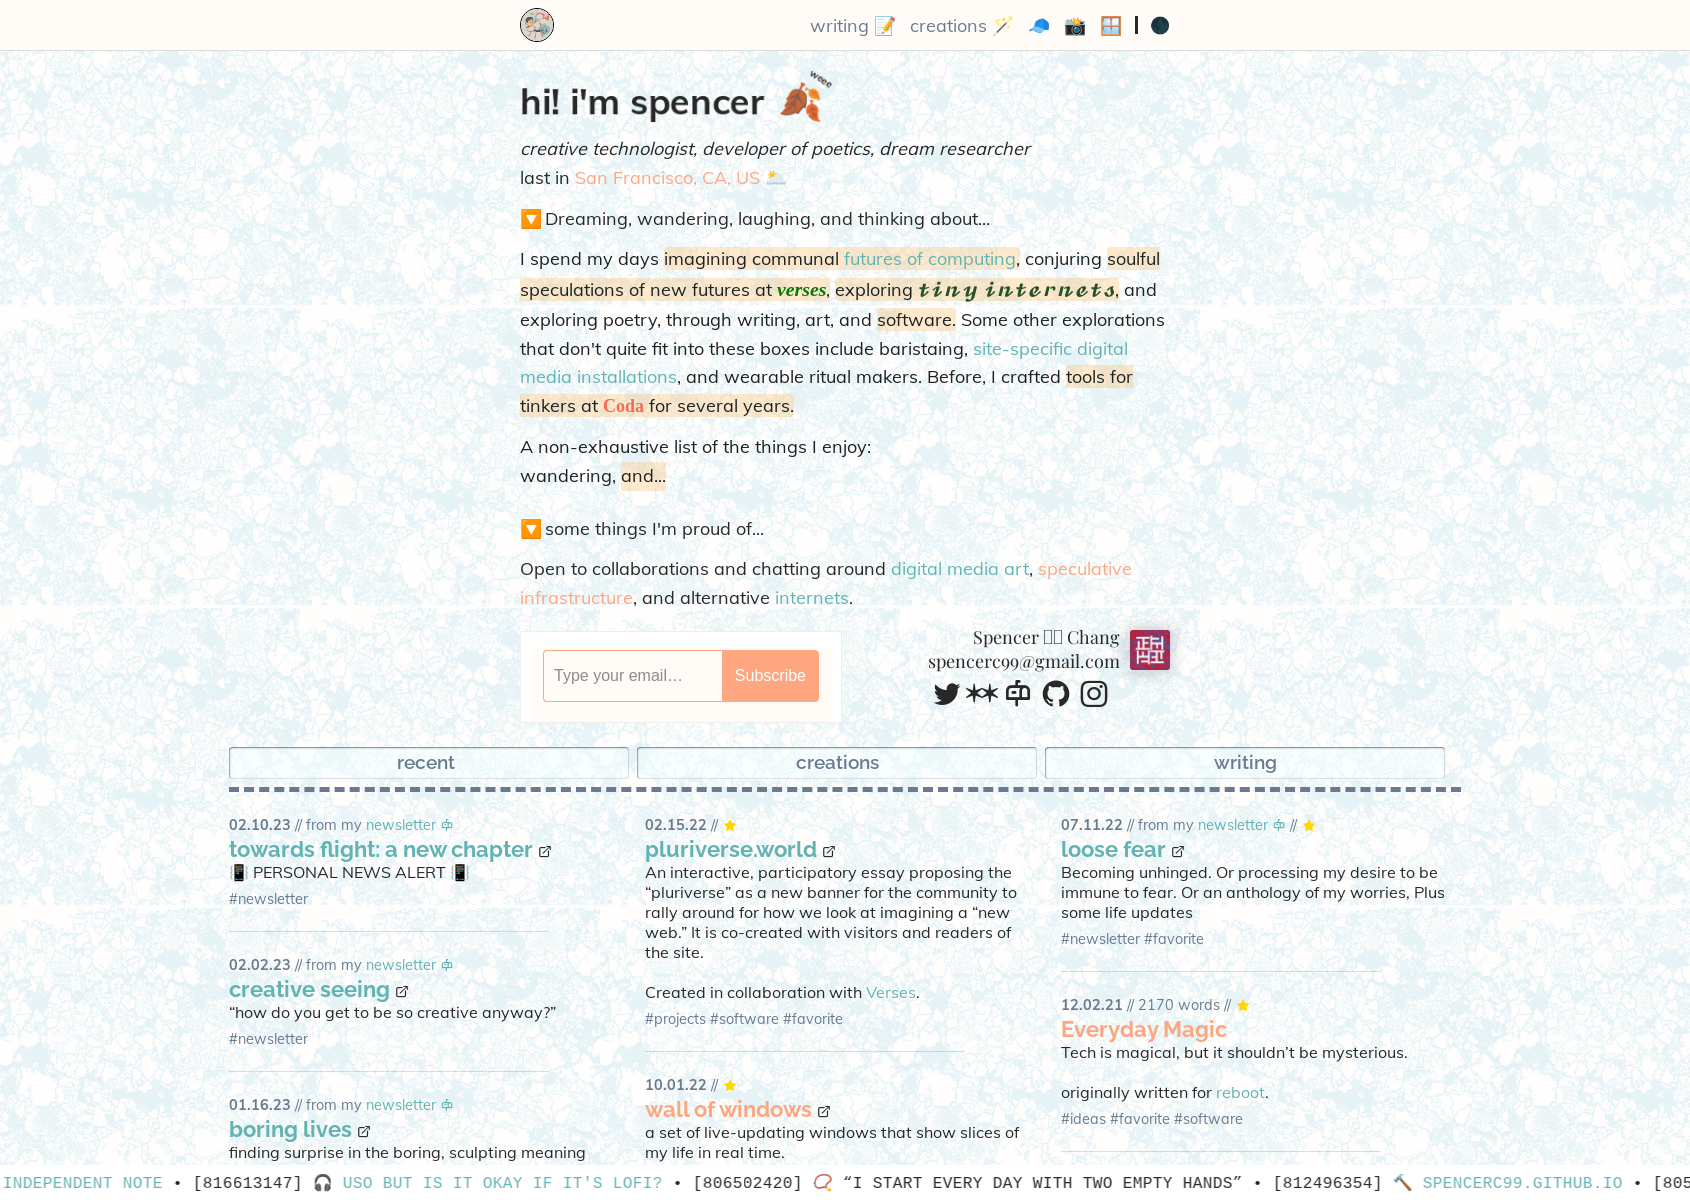 writing 📝 creations 🪄 🧢 📸 🪟 | 🌑
weee
hi! i'm spencer 🍂
creative technologist, developer of poetics, dream researcher
last in San Francisco, CA, US 🌥️
🔽 Dreaming, wandering, laughing, and thinking about...
I spend my days imagining communal futures of computing, conjuring soulful
speculations of new futures at verses, exploring tiny internets, and
exploring poetry, through writing, art, and software. Some other explorations
that don't quite fit into these boxes include baristaing, site-specific digital
media installations, and wearable ritual makers. Before, I crafted tools for
tinkers at Coda for several years.
A non-exhaustive list of the things I enjoy:
wandering, and...
🔽 some things I'm proud of...
Open to collaborations and chatting around digital media art, speculative
infrastructure, and alternative internets.
Type your email…
Subscribe
Spencer Chang
spencerc99@gmail.com
recent
creations
writing
02.10.23 // from my newsletter
towards flight: a new chapter
📳 PERSONAL NEWS ALERT 📳
#newsletter
02.02.23 // from my newsletter
creative seeing
“how do you get to be so creative anyway?”
#newsletter
01.16.23 // from my newsletter
boring lives
finding surprise in the boring, sculpting meaning
02.15.22 // ⭐
pluriverse.world
An interactive, participatory essay proposing the
“pluriverse” as a new banner for the community to
rally around for how we look at imagining a “new
web.” It is co-created with visitors and readers of
the site.
Created in collaboration with Verses.
#projects #software #favorite
10.01.22 // ⭐
wall of windows
a set of live-updating windows that show slices of
my life in real time.
07.11.22 // from my newsletter // ⭐
loose fear
Becoming unhinged. Or processing my desire to be
immune to fear. Or an anthology of my worries, Plus
some life updates
#newsletter #favorite
12.02.21 // 2170 words // ⭐
Everyday Magic
Tech is magical, but it shouldn’t be mysterious.
originally written for reboot.
#ideas #favorite #software
INDEPENDENT NOTE • [816613147] 🎧 USO BUT IS IT OKAY IF IT'S LOFI? • [806502420] 📿 “I START EVERY DAY WITH TWO EMPTY HANDS” • [812496354] 🔨 SPENCERC99.GITHUB.IO • [805